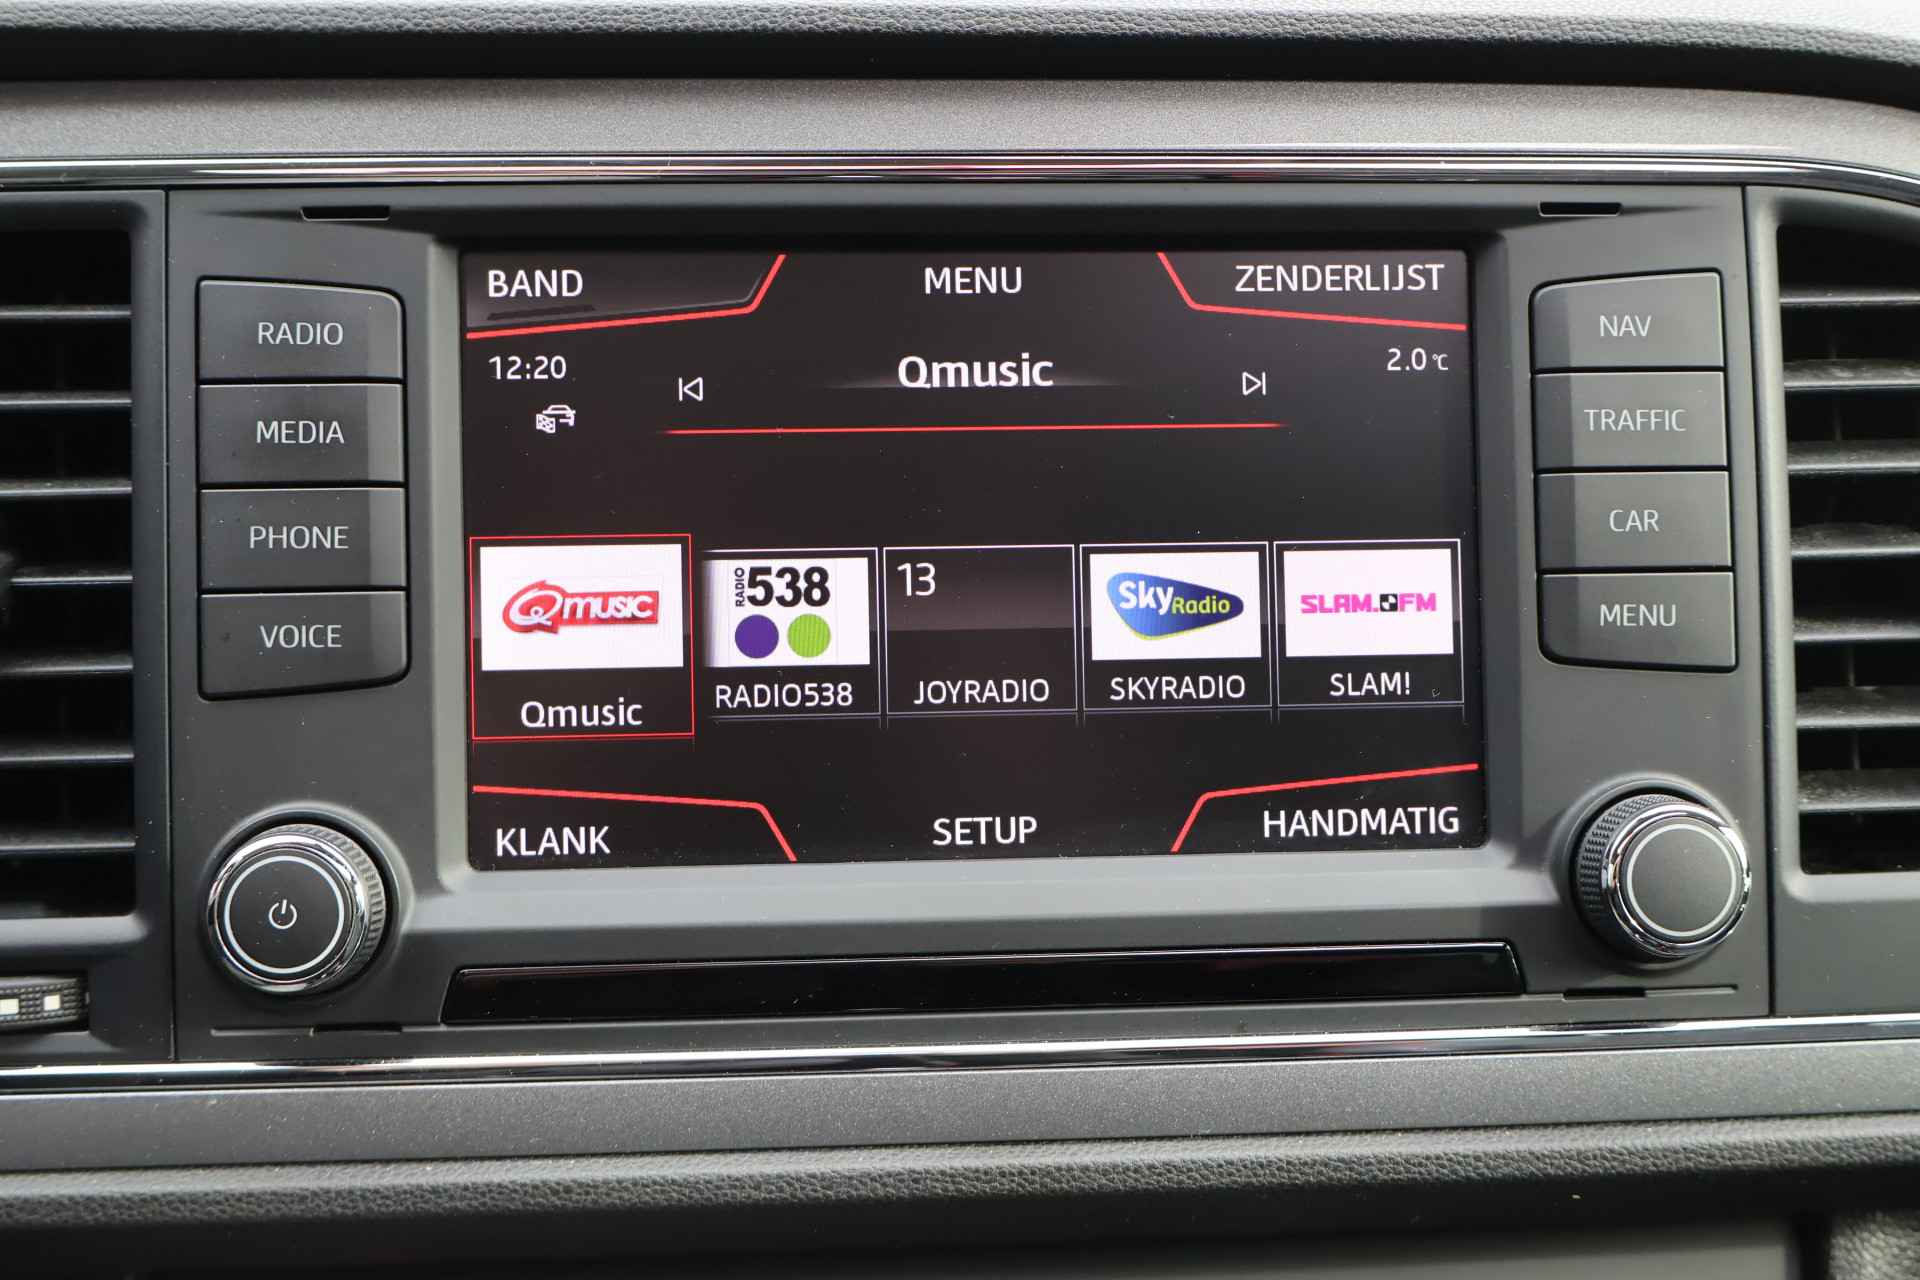 BAND
MENU
ZENDERLIJST
12:20
Qmusic
2.0 °C
RADIO
MEDIA
PHONE
VOICE
NAV
TRAFFIC
CAR
MENU
Qmusic
RADIO 538
13
Sky Radio
SLAM.FM
Qmusic
RADIO538
JOYRADIO
SKYRADIO
SLAM!
KLANK
SETUP
HANDMATIG